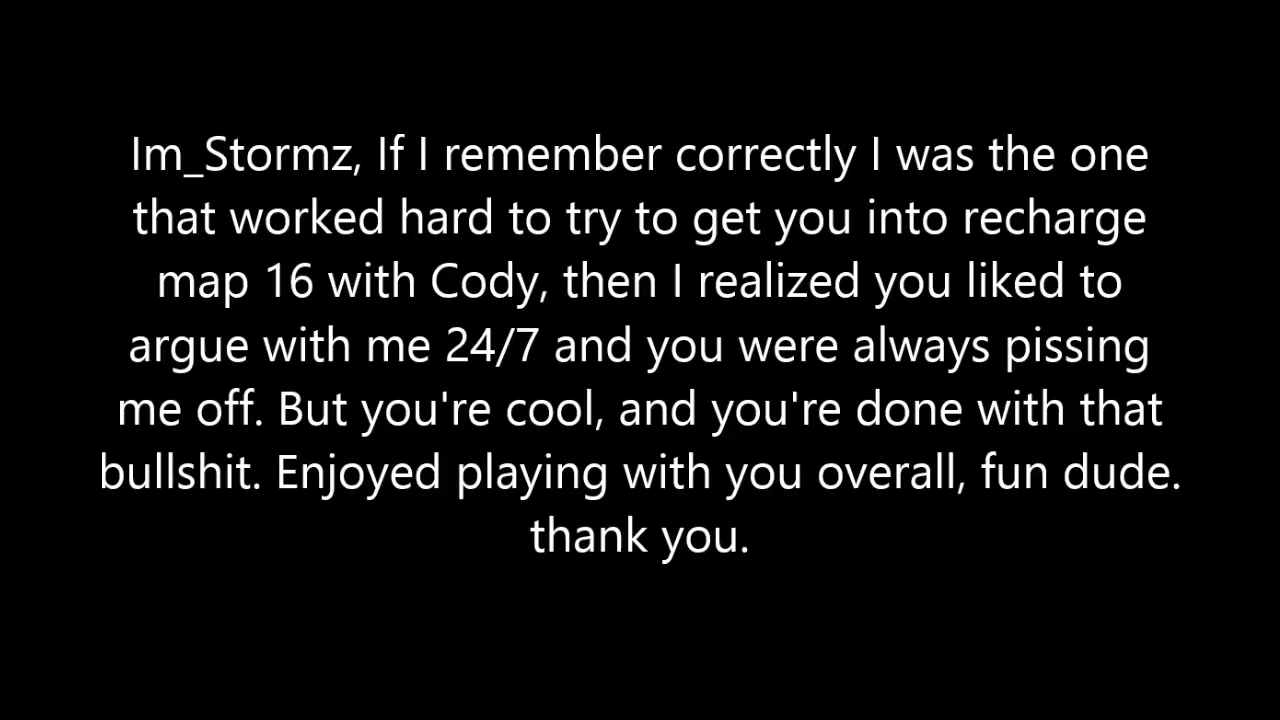 Im_Stormz, If I remember correctly I was the one
that worked hard to try to get you into recharge
map 16 with Cody, then I realized you liked to
argue with me 24/7 and you were always pissing
me off. But you're cool, and you're done with that
bullshit. Enjoyed playing with you overall, fun dude.
thank you.